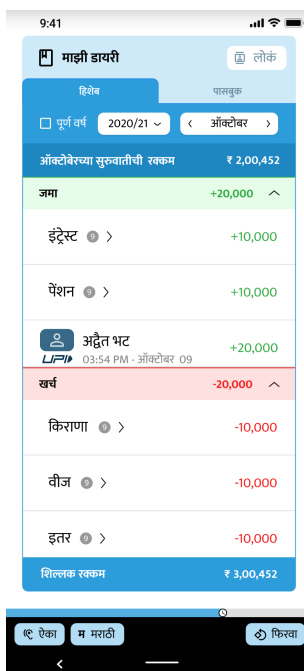 9:41
माझी डायरी
लोकं
हिशेब
पासबुक
पूर्ण वर्ष 2020/21 ऑक्टोबर
ऑक्टोबरच्या सुरुवातीची रक्कम ₹ 2,00,452
जमा +20,000
इंट्रेस्ट 9 +10,000
पेंशन 9 +10,000
अद्वैत भट
UPI 03:54 PM · ऑक्टोबर 09 +20,000
खर्च -20,000
किराणा 9 -10,000
वीज 9 -10,000
इतर 9 -10,000
शिल्लक रक्कम ₹ 3,00,452
ऐका म मराठी फिरवा